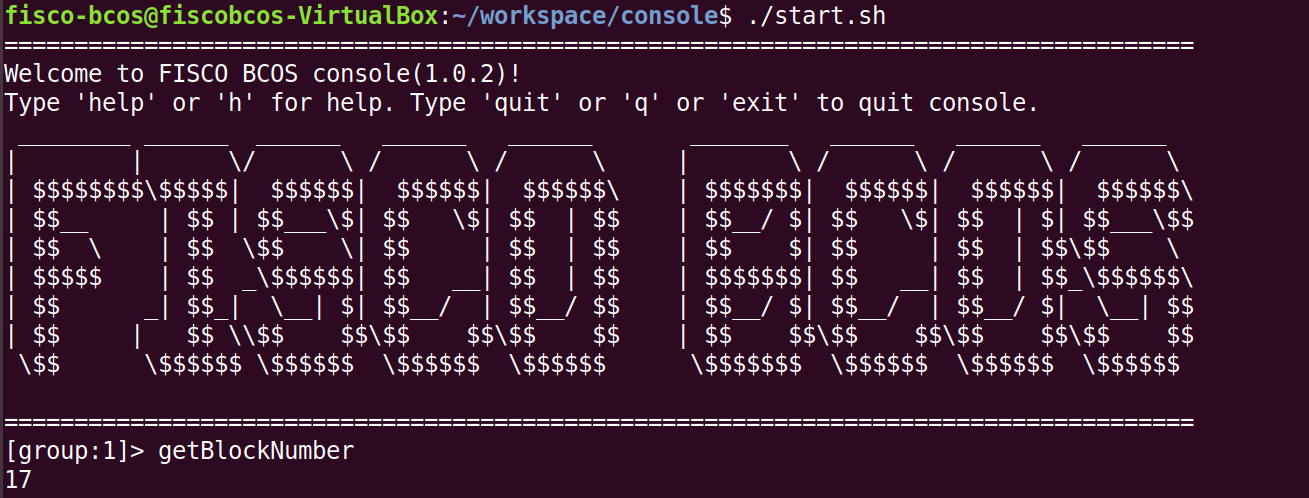 fisco-bcos@fiscobcos-VirtualBox:~/workspace/console$ ./start.sh
=====================================================================================
Welcome to FISCO BCOS console(1.0.2)!
Type 'help' or 'h' for help. Type 'quit' or 'q' or 'exit' to quit console.
 ________ ______  ______   ______   ______       _______   ______   ______   ______
|        |      \/      \ /      \ /      \     |       \ /      \ /      \ /      \
| $$$$$$$$\$$$$$|  $$$$$$|  $$$$$$|  $$$$$$\    | $$$$$$$|  $$$$$$|  $$$$$$|  $$$$$$\
| $$__     | $$ | $$___\$| $$   \$| $$  | $$    | $$__/ $| $$   \$| $$  | $| $$___\$$
| $$  \    | $$  \$$    \| $$     | $$  | $$    | $$    $| $$     | $$  | $$\$$    \
| $$$$$    | $$  _\$$$$$$| $$   __| $$  | $$    | $$$$$$$| $$   __| $$  | $$_\$$$$$$\
| $$      _| $$_|  \__| $| $$__/  | $$__/ $$    | $$__/ $| $$__/  | $$__/ $|  \__| $$
| $$     |   $$ \\$$    $$\$$    $$\$$    $$    | $$    $$\$$    $$\$$    $$\$$    $$
 \$$      \$$$$$$ \$$$$$$  \$$$$$$  \$$$$$$      \$$$$$$$  \$$$$$$  \$$$$$$  \$$$$$$
=====================================================================================
[group:1]> getBlockNumber
17